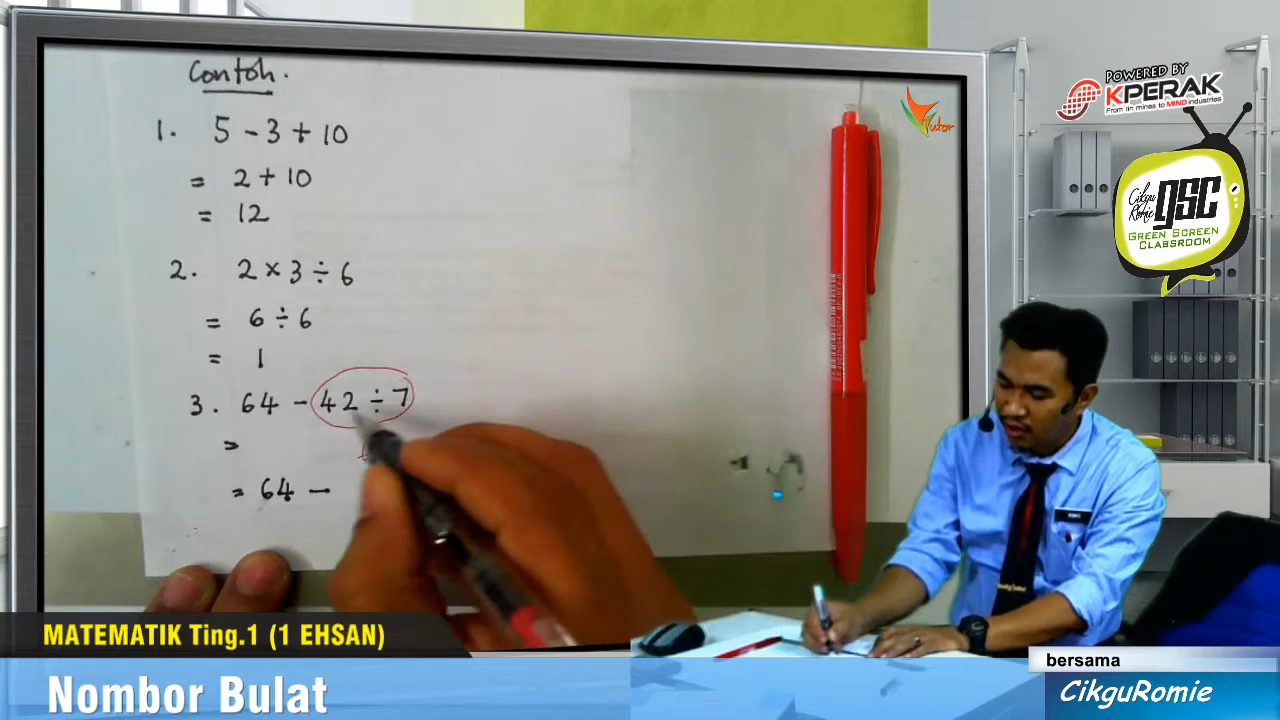 Contoh.
1. 5 - 3 + 10
= 2 + 10
= 12
2. 2 × 3 ÷ 6
= 6 ÷ 6
= 1
3. 64 - 42 ÷ 7
=
= 64 -
Tutor
POWERED BY
KPERAK
From tin mines to MIND industries
Cikgu
Romie GSC
GREEN SCREEN
CLASSROOM
MATEMATIK Ting.1 (1 EHSAN)
Nombor Bulat
bersama
CikguRomie